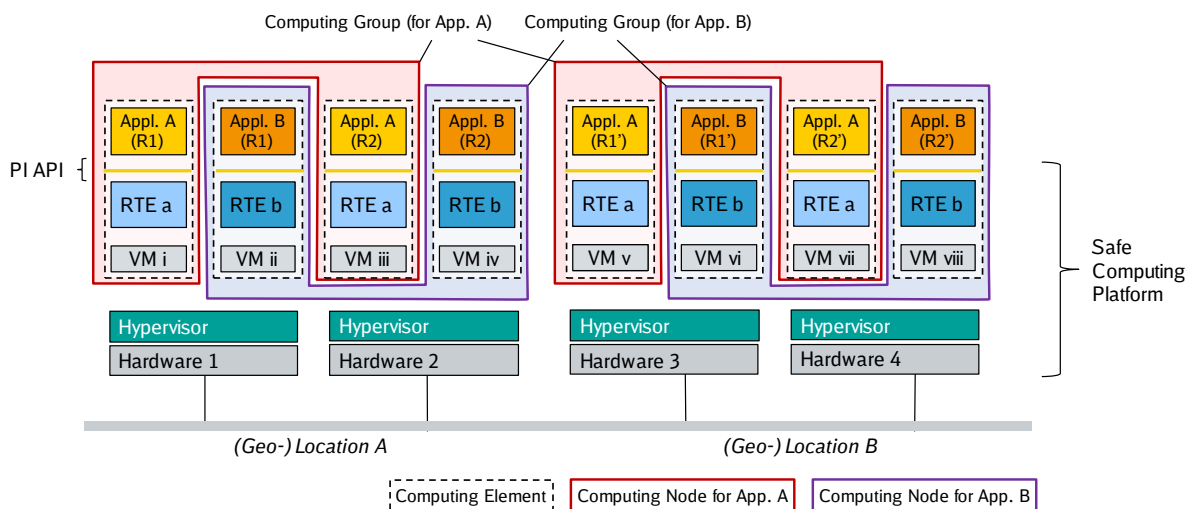 Computing Group (for App. A) Computing Group (for App. B)
Appl. A
(R1)
Appl. B
(R1)
Appl. A
(R2)
Appl. B
(R2)
Appl. A
(R1’)
Appl. B
(R1’)
Appl. A
(R2’)
Appl. B
(R2’)
PI API
RTE a RTE b RTE a RTE b RTE a RTE b RTE a RTE b
VM i VM ii VM iii VM iv VM v VM vi VM vii VM viii
Safe
Computing
Platform
Hypervisor Hypervisor Hypervisor Hypervisor
Hardware 1 Hardware 2 Hardware 3 Hardware 4
(Geo-) Location A (Geo-) Location B
Computing Element Computing Node for App. A Computing Node for App. B